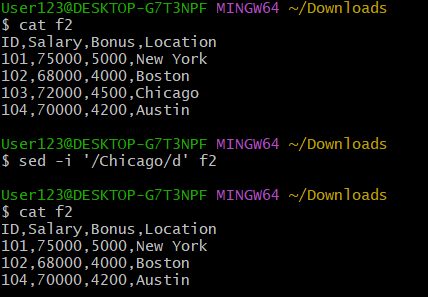 User123@DESKTOP-G7T3NPF MINGW64 ~/Downloads
$ cat f2
ID,Salary,Bonus,Location
101,75000,5000,New York
102,68000,4000,Boston
103,72000,4500,Chicago
104,70000,4200,Austin
User123@DESKTOP-G7T3NPF MINGW64 ~/Downloads
$ sed -i '/Chicago/d' f2
User123@DESKTOP-G7T3NPF MINGW64 ~/Downloads
$ cat f2
ID,Salary,Bonus,Location
101,75000,5000,New York
102,68000,4000,Boston
104,70000,4200,Austin